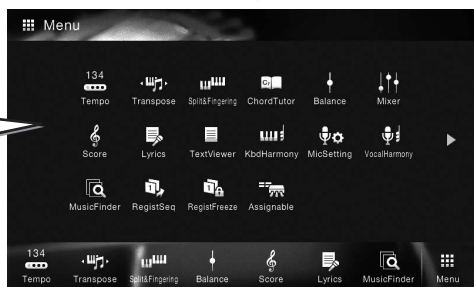 Menu
134
Tempo Transpose Split&Fingering ChordTutor Balance Mixer
Score Lyrics TextViewer KbdHarmony MicSetting VocalHarmony
MusicFinder RegistSeq RegistFreeze Assignable
134
Tempo Transpose Split&Fingering Balance Score Lyrics MusicFinder Menu